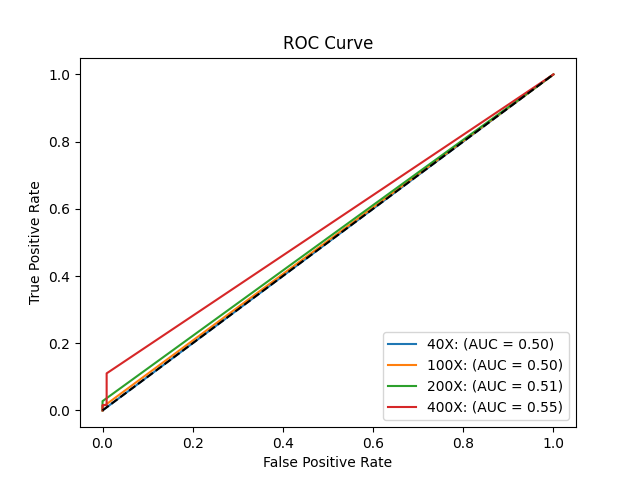 ROC Curve
True Positive Rate
1.0
0.8
0.6
0.4
0.2
0.0
40X: (AUC = 0.50)
100X: (AUC = 0.50)
200X: (AUC = 0.51)
400X: (AUC = 0.55)
0.0 0.2 0.4 0.6 0.8 1.0
False Positive Rate